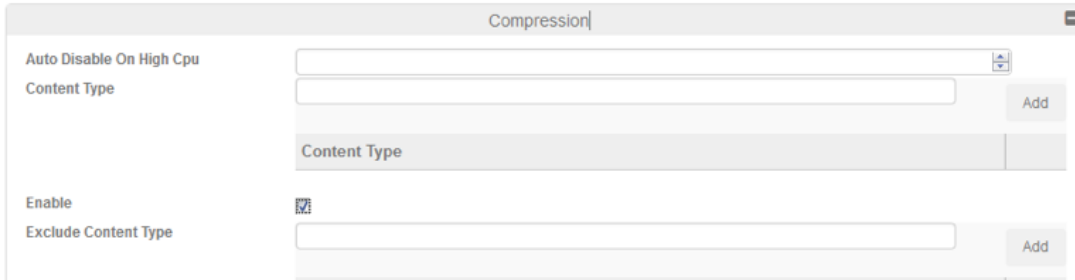 Compression
Auto Disable On High Cpu
Content Type
Add
Content Type
Enable
Exclude Content Type
Add